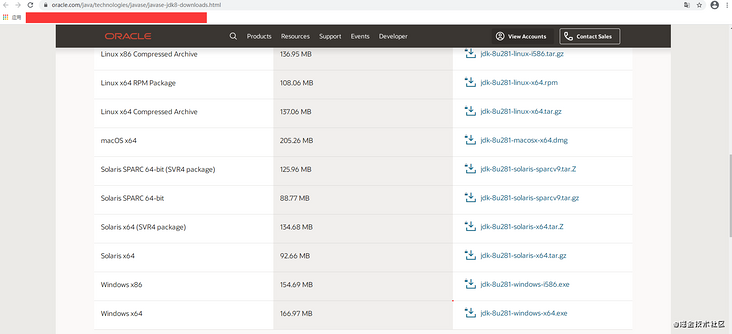 oracle.com/java/technologies/javase/javase-jdk8-downloads.html
应用
ORACLE
Products Resources Support Events Developer View Accounts Contact Sales
Linux x86 Compressed Archive 136.95 MB jdk-8u281-linux-i586.tar.gz
Linux x64 RPM Package 108.06 MB jdk-8u281-linux-x64.rpm
Linux x64 Compressed Archive 137.06 MB jdk-8u281-linux-x64.tar.gz
macOS x64 205.26 MB jdk-8u281-macosx-x64.dmg
Solaris SPARC 64-bit (SVR4 package) 125.96 MB jdk-8u281-solaris-sparcv9.tar.Z
Solaris SPARC 64-bit 88.77 MB jdk-8u281-solaris-sparcv9.tar.gz
Solaris x64 (SVR4 package) 134.68 MB jdk-8u281-solaris-x64.tar.Z
Solaris x64 92.66 MB jdk-8u281-solaris-x64.tar.gz
Windows x86 154.69 MB jdk-8u281-windows-i586.exe
Windows x64 166.97 MB jdk-8u281-windows-x64.exe
@掘金技术社区